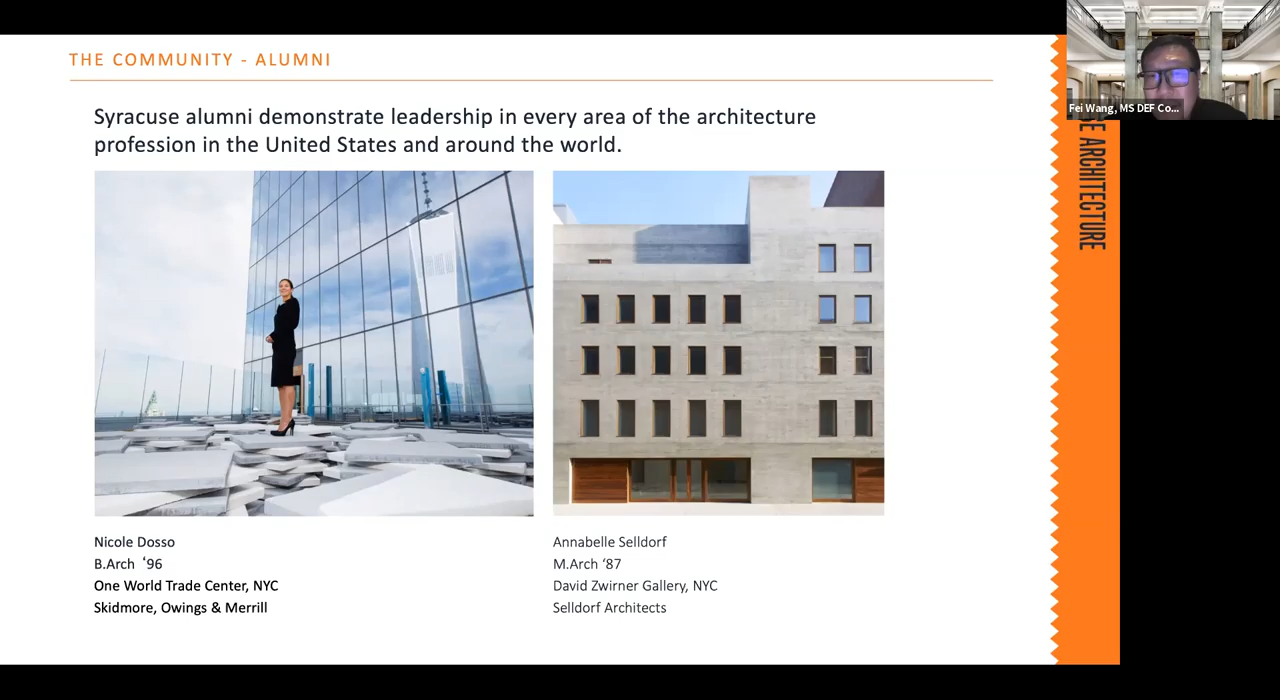 THE COMMUNITY - ALUMNI
Syracuse alumni demonstrate leadership in every area of the architecture
profession in the United States and around the world.
Nicole Dosso
B.Arch ‘96
One World Trade Center, NYC
Skidmore, Owings & Merrill
Annabelle Selldorf
M.Arch ‘87
David Zwirner Gallery, NYC
Selldorf Architects
Fei Wang, MS DEF Co...
ARCHITECTURE